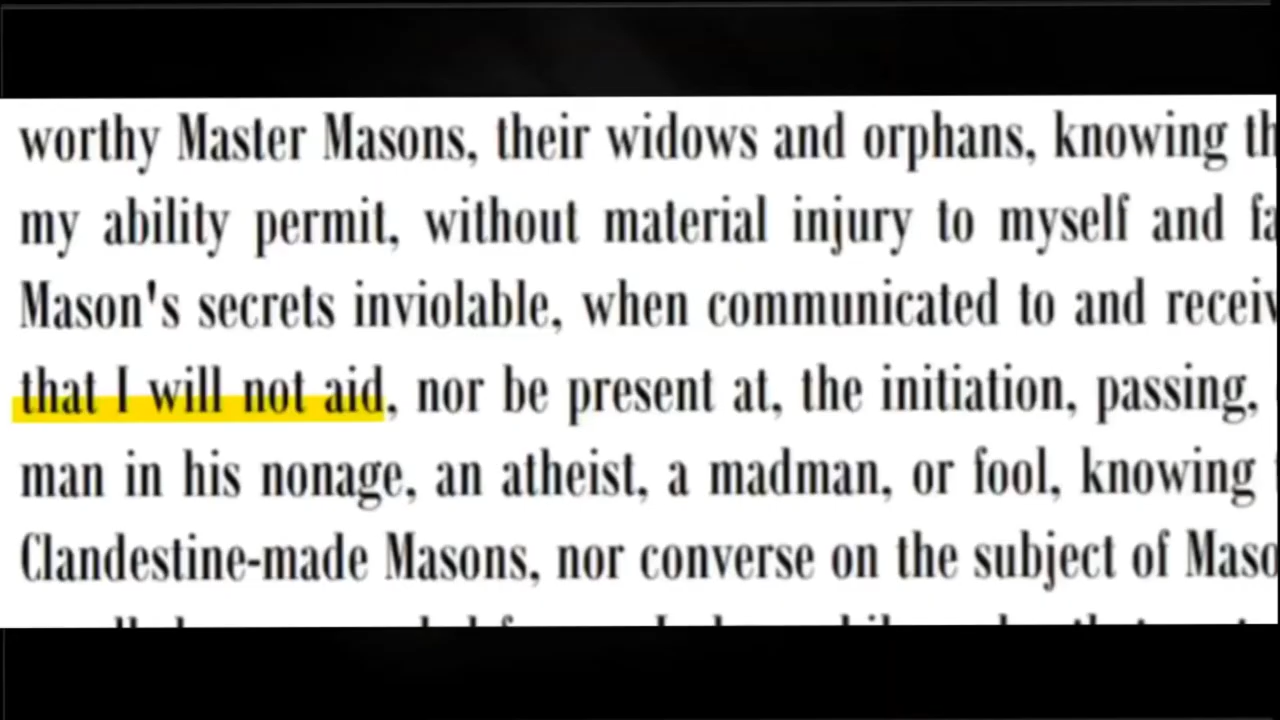 worthy Master Masons, their widows and orphans, knowing
my ability permit, without material injury to myself and
Mason's secrets inviolable, when communicated to and
that I will not aid, nor be present at, the initiation, passing,
man in his nonage, an atheist, a madman, or fool, knowing
Clandestine-made Masons, nor converse on the subject of